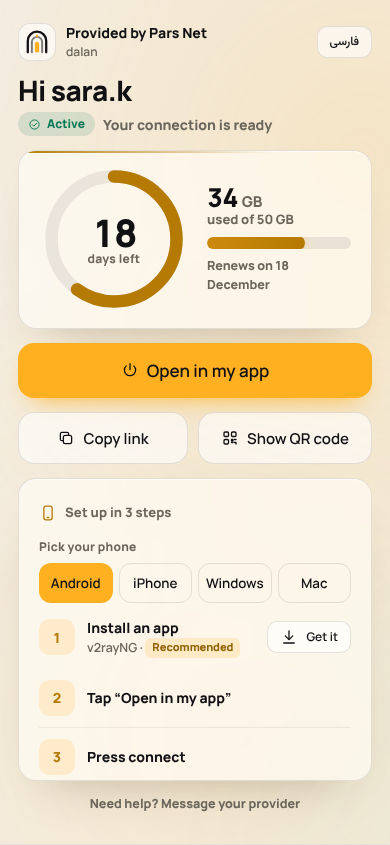 Provided by Pars Net
dalan
فارسی
Hi sara.k
Active
Your connection is ready
18
days left
34 GB
used of 50 GB
Renews on 18
December
Open in my app
Copy link
Show QR code
Set up in 3 steps
Pick your phone
Android
iPhone
Windows
Mac
1
Install an app
v2rayNG · Recommended
Get it
2
Tap “Open in my app”
3
Press connect
Need help? Message your provider